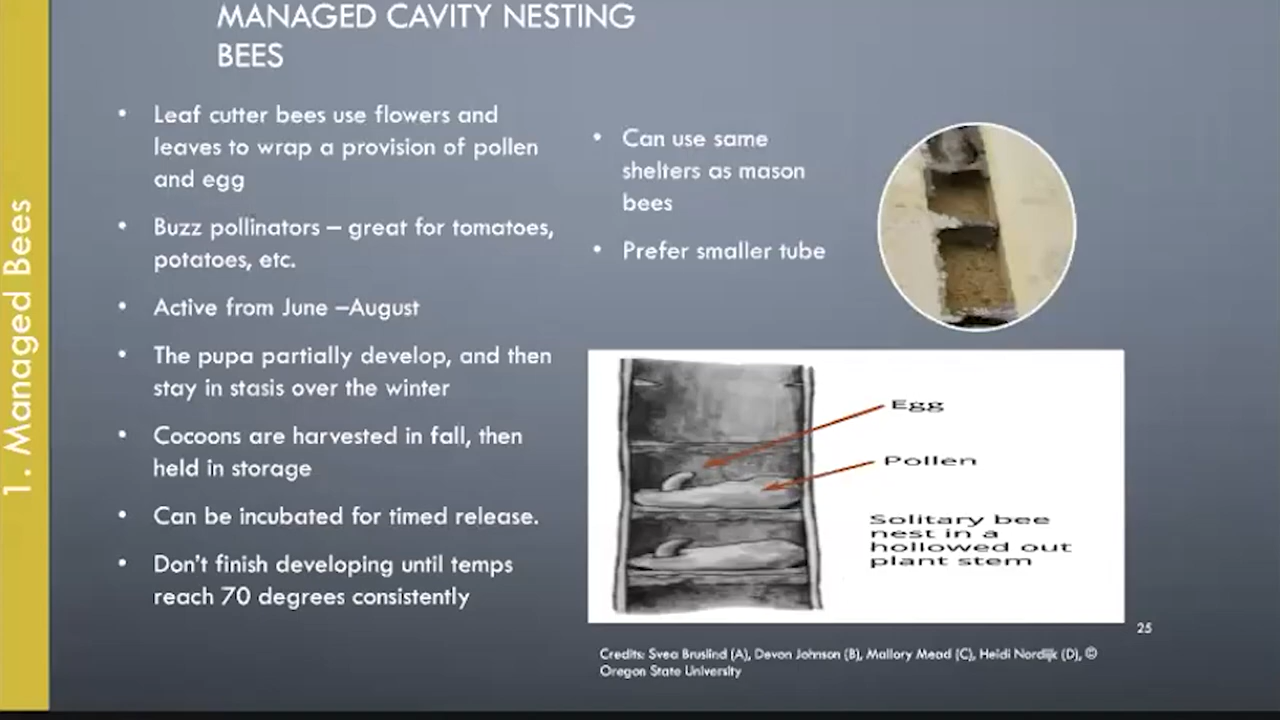 MANAGED CAVITY NESTING
BEES
1. Managed Bees
• Leaf cutter bees use flowers and
leaves to wrap a provision of pollen
and egg
• Buzz pollinators – great for tomatoes,
potatoes, etc.
• Active from June –August
• The pupa partially develop, and then
stay in stasis over the winter
• Cocoons are harvested in fall, then
held in storage
• Can be incubated for timed release.
• Don't finish developing until temps
reach 70 degrees consistently
• Can use same
shelters as mason
bees
• Prefer smaller tube
Egg
Pollen
Solitary bee
nest in a
hollowed out
plant stem
25
Credits: Svea Bruslind (A), Devon Johnson (B), Mallory Mead (C), Heidi Nordijk (D), ©
Oregon State University